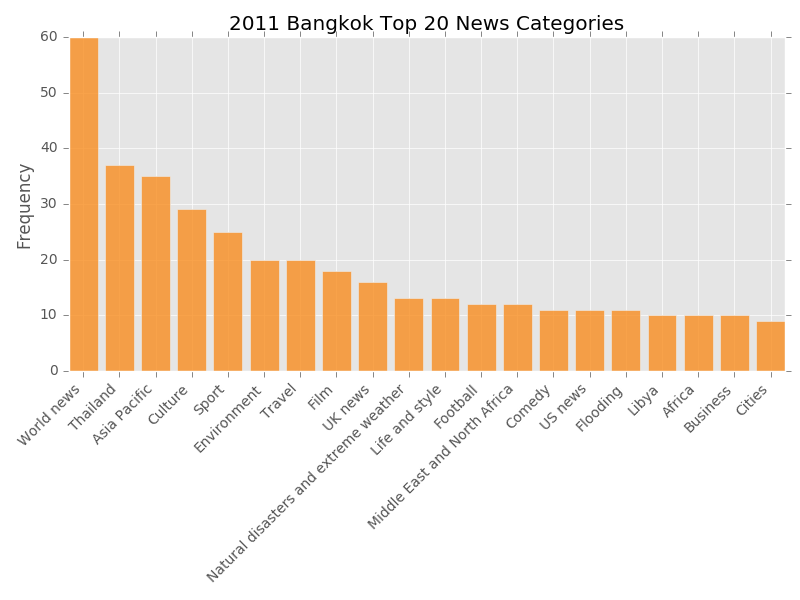 2011 Bangkok Top 20 News Categories
Frequency
60
50
40
30
20
10
0
World news
Thailand
Asia Pacific
Culture
Sport
Environment
Travel
Film
UK news
Natural disasters and extreme weather
Life and style
Football
Middle East and North Africa
Comedy
US news
Flooding
Libya
Africa
Business
Cities